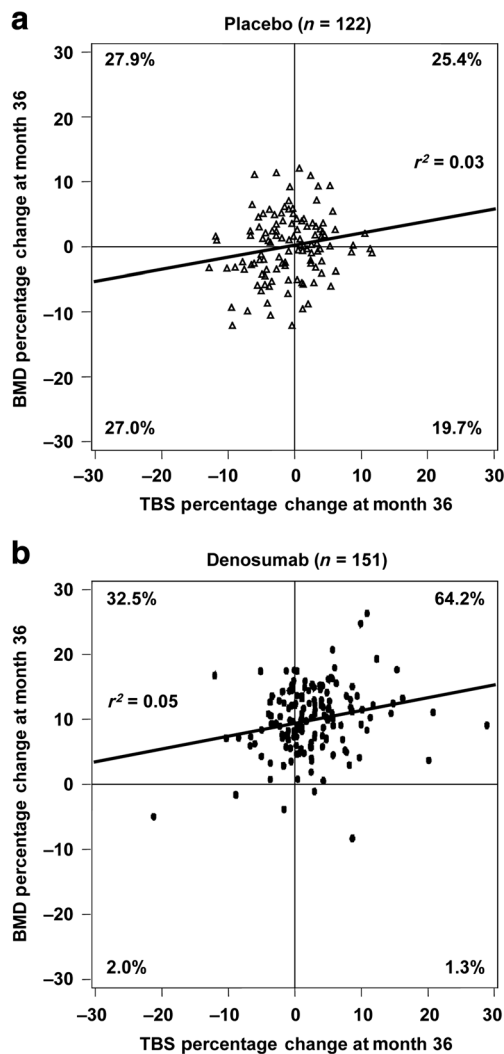 a
Placebo (n = 122)
BMD percentage change at month 36
30
20
10
0
–10
–20
–30
27.9%
25.4%
r² = 0.03
27.0%
19.7%
–30 –20 –10 0 10 20 30
TBS percentage change at month 36
b
Denosumab (n = 151)
BMD percentage change at month 36
30
20
10
0
–10
–20
–30
32.5%
64.2%
r² = 0.05
2.0%
1.3%
–30 –20 –10 0 10 20 30
TBS percentage change at month 36